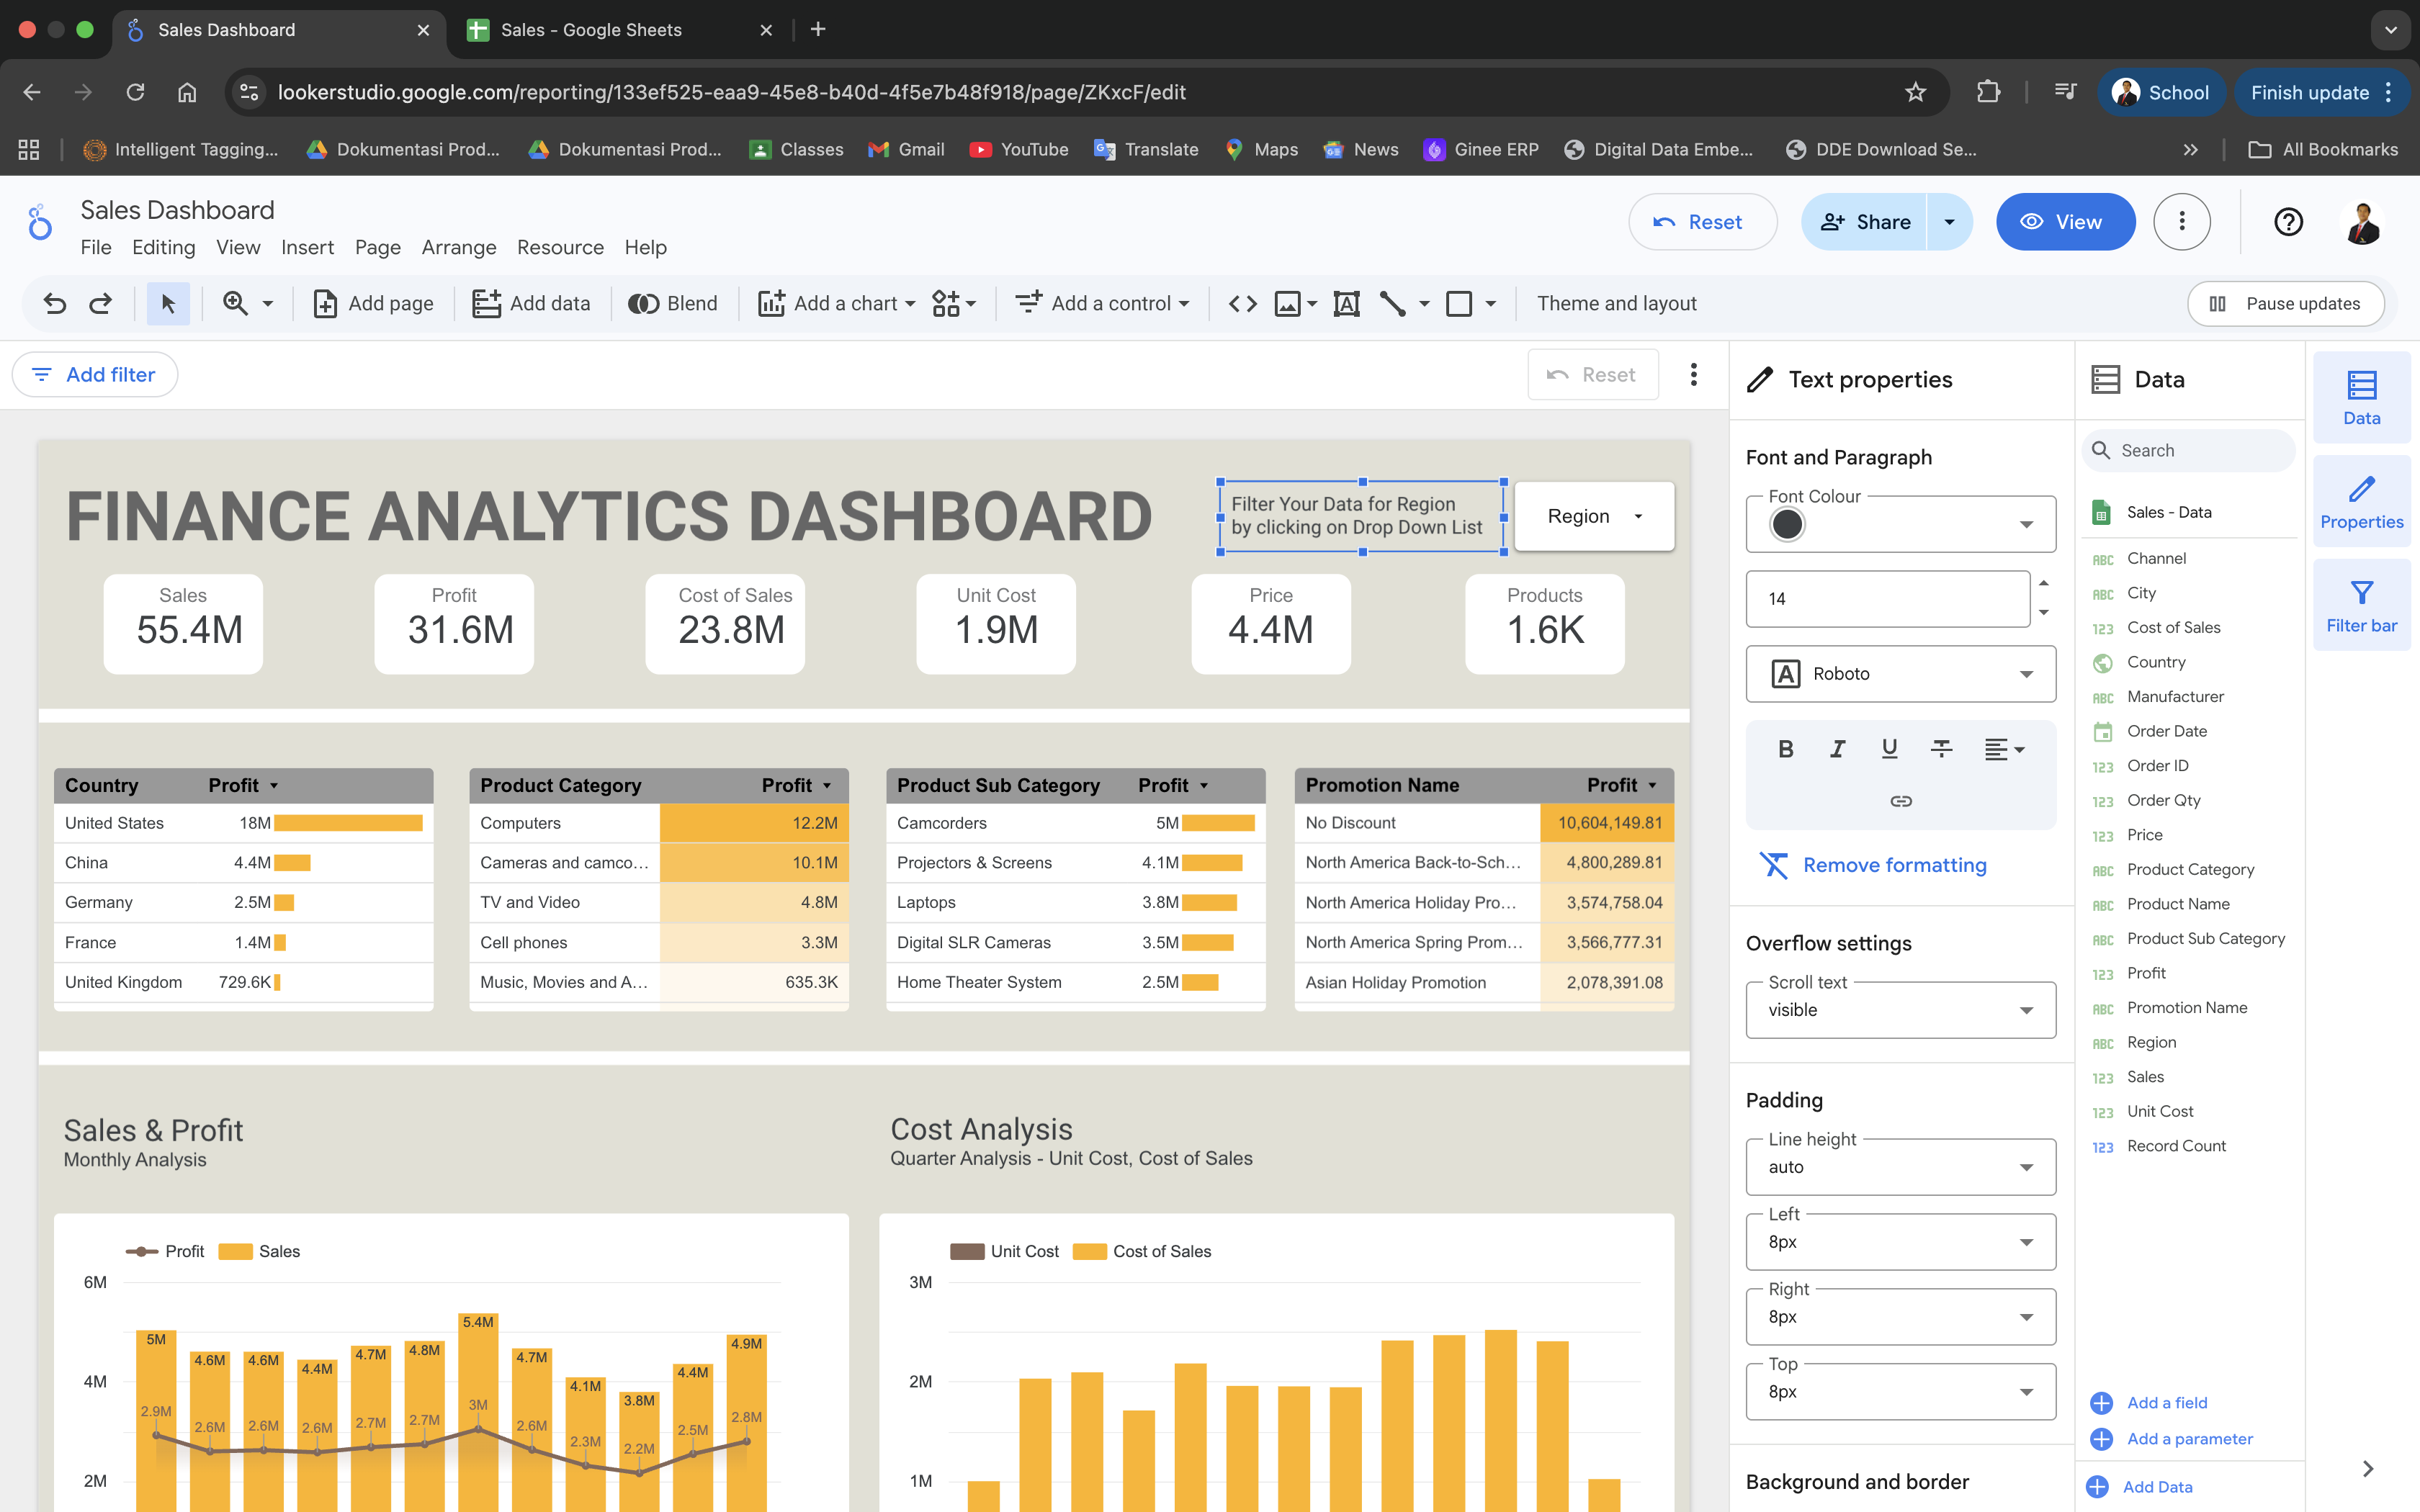 Sales Dashboard
Sales - Google Sheets
lookerstudio.google.com/reporting/133ef525-eaa9-45e8-b40d-4f5e7b48f918/page/ZKxcF/edit
School
Finish update
Intelligent Tagging...
Dokumentasi Prod...
Dokumentasi Prod...
Classes
Gmail
YouTube
Translate
Maps
News
Ginee ERP
Digital Data Embe...
DDE Download Se...
All Bookmarks
Sales Dashboard
File Editing View Insert Page Arrange Resource Help
Reset
Share
View
Add page
Add data
Blend
Add a chart
Add a control
Theme and layout
Pause updates
Add filter
Reset
FINANCE ANALYTICS DASHBOARD
Filter Your Data for Region
by clicking on Drop Down List
Region
Sales
55.4M
Profit
31.6M
Cost of Sales
23.8M
Unit Cost
1.9M
Price
4.4M
Products
1.6K
Country Profit
United States 18M
China 4.4M
Germany 2.5M
France 1.4M
United Kingdom 729.6K
Product Category Profit
Computers 12.2M
Cameras and camco... 10.1M
TV and Video 4.8M
Cell phones 3.3M
Music, Movies and A... 635.3K
Product Sub Category Profit
Camcorders 5M
Projectors & Screens 4.1M
Laptops 3.8M
Digital SLR Cameras 3.5M
Home Theater System 2.5M
Promotion Name Profit
No Discount 10,604,149.81
North America Back-to-Sch... 4,800,289.81
North America Holiday Pro... 3,574,758.04
North America Spring Prom... 3,566,777.31
Asian Holiday Promotion 2,078,391.08
Sales & Profit
Monthly Analysis
Profit Sales
6M
4M
2M
5M 4.6M 4.6M 4.4M 4.7M 4.8M 5.4M 4.7M 4.1M 3.8M 4.4M 4.9M
2.9M 2.6M 2.6M 2.6M 2.7M 2.7M 3M 2.6M 2.3M 2.2M 2.5M 2.8M
Cost Analysis
Quarter Analysis - Unit Cost, Cost of Sales
Unit Cost Cost of Sales
3M
2M
1M
Text properties
Font and Paragraph
Font Colour
14
A Roboto
B I U
Remove formatting
Overflow settings
Scroll text
visible
Padding
Line height
auto
Left
8px
Right
8px
Top
8px
Background and border
Data
Search
Sales - Data
ABC Channel
ABC City
123 Cost of Sales
Country
ABC Manufacturer
Order Date
123 Order ID
123 Order Qty
123 Price
ABC Product Category
ABC Product Name
ABC Product Sub Category
123 Profit
ABC Promotion Name
ABC Region
123 Sales
123 Unit Cost
123 Record Count
Add a field
Add a parameter
Add Data
Data
Properties
Filter bar